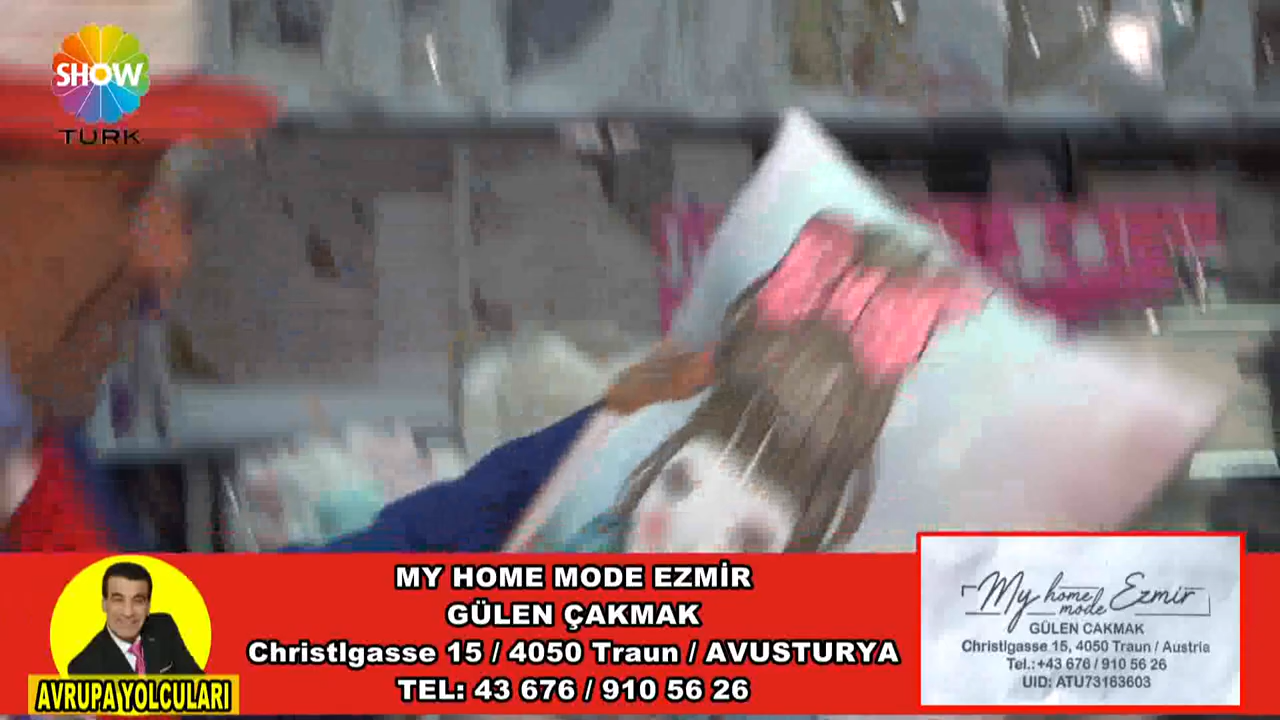 SHOW
TURK
MY HOME MODE EZMİR
GÜLEN ÇAKMAK
Christlgasse 15 / 4050 Traun / AVUSTURYA
TEL: 43 676 / 910 56 26
AVRUPA YOLCULARI
My home mode Ezmir
GÜLEN CAKMAK
Christlgasse 15, 4050 Traun / Austria
Tel.:+43 676 / 910 56 26
UID: ATU73163603